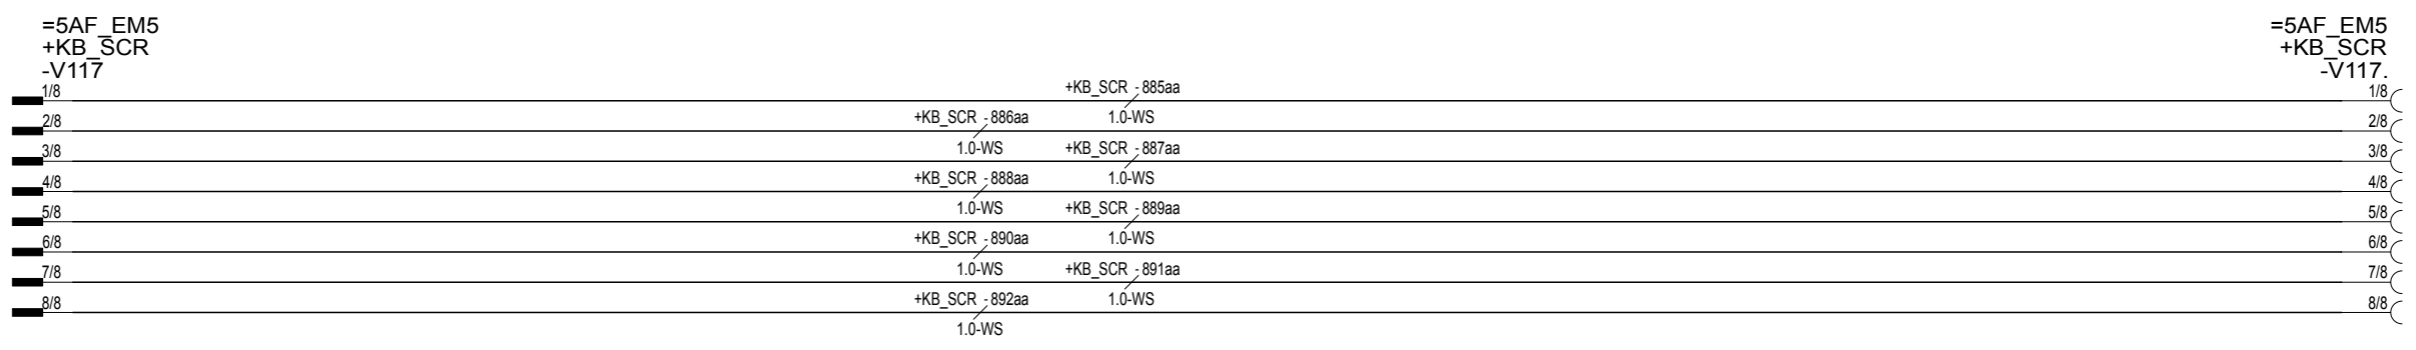 =5AF_EM5
+KB_SCR
-V117
=5AF_EM5
+KB_SCR
-V117.
1/8
+KB_SCR -885aa
1.0-WS
1/8
2/8
+KB_SCR -886aa
1.0-WS
2/8
3/8
+KB_SCR -887aa
1.0-WS
3/8
4/8
+KB_SCR -888aa
1.0-WS
4/8
5/8
+KB_SCR -889aa
1.0-WS
5/8
6/8
+KB_SCR -890aa
1.0-WS
6/8
7/8
+KB_SCR -891aa
1.0-WS
7/8
8/8
+KB_SCR -892aa
1.0-WS
8/8